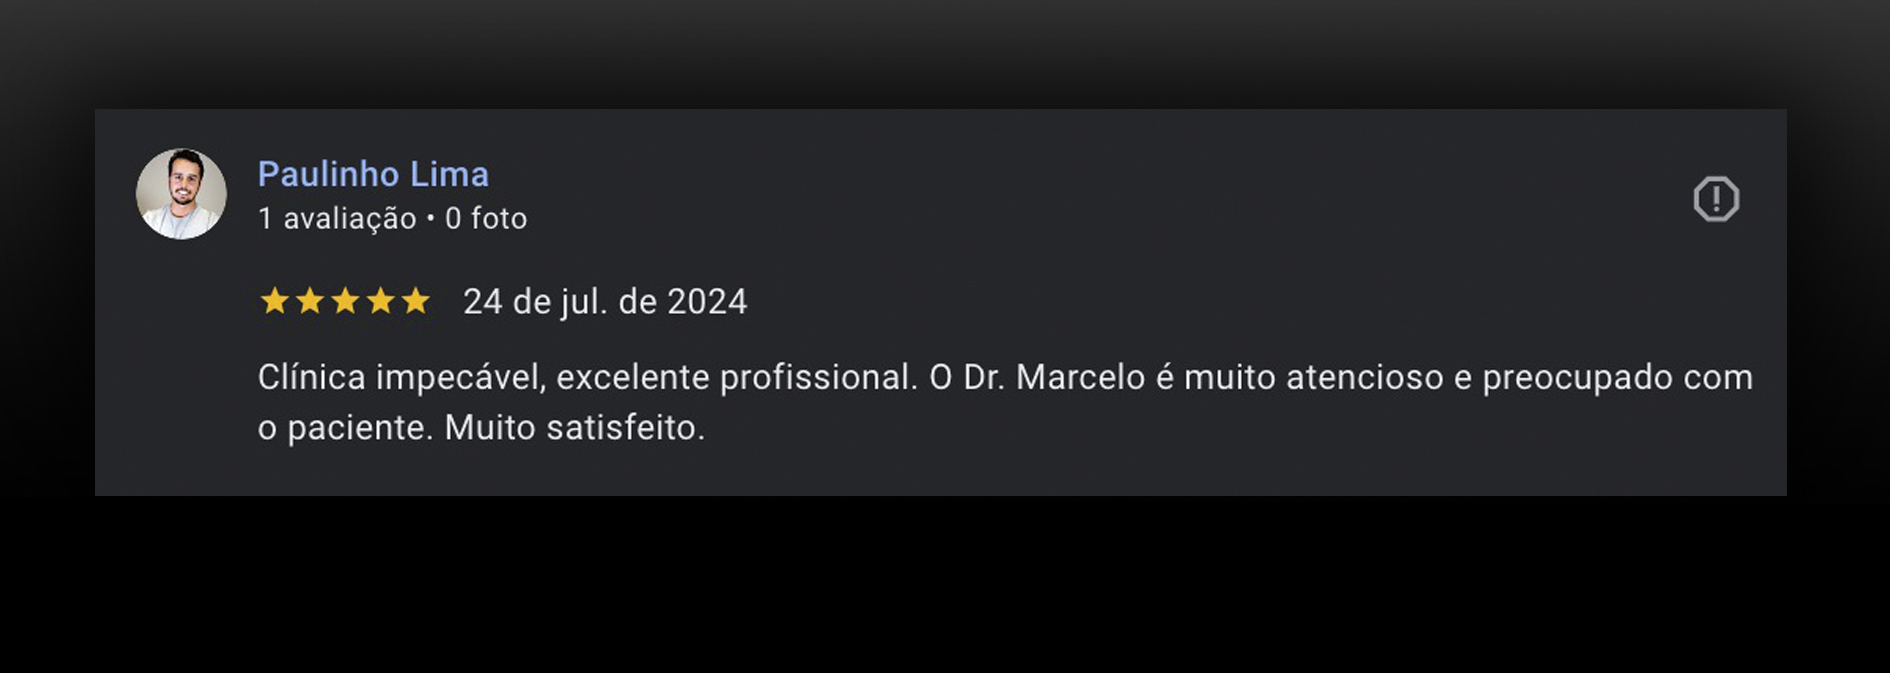 Paulinho Lima
1 avaliação • 0 foto
24 de jul. de 2024
Clínica impecável, excelente profissional. O Dr. Marcelo é muito atencioso e preocupado com
o paciente. Muito satisfeito.